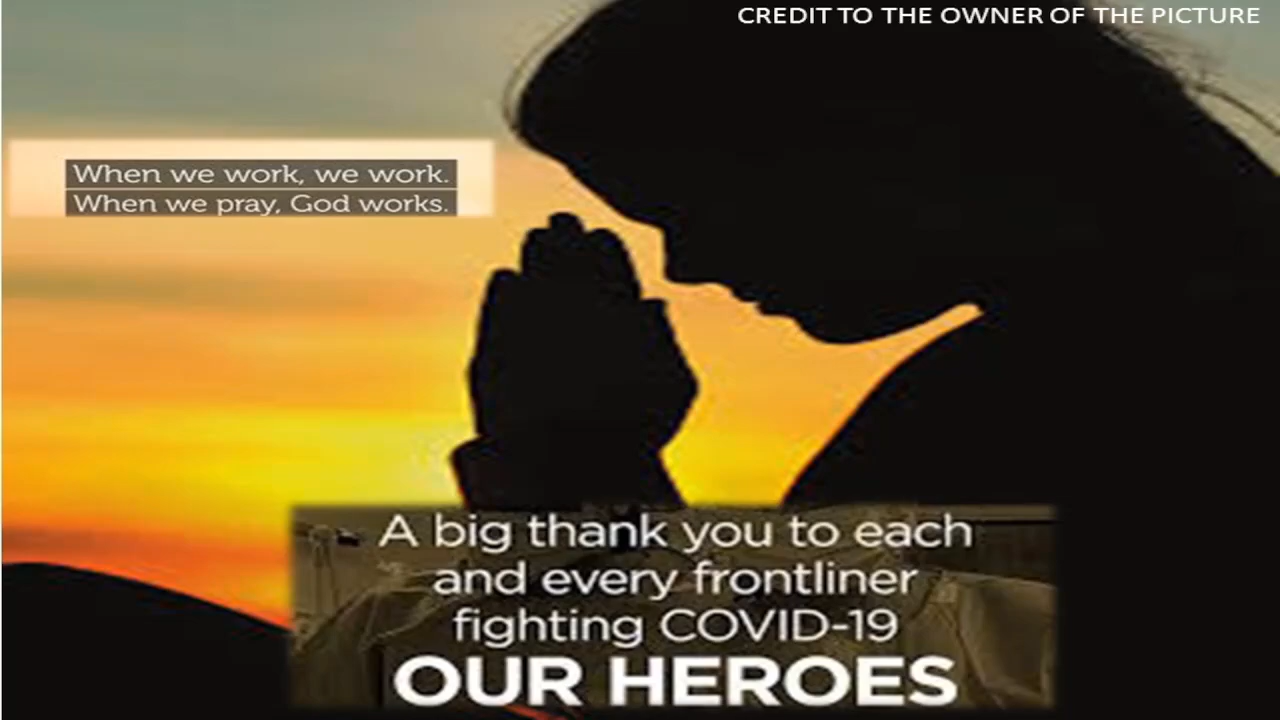 CREDIT TO THE OWNER OF THE PICTURE
When we work, we work.
When we pray, God works.
A big thank you to each
and every frontliner
fighting COVID-19
OUR HEROES